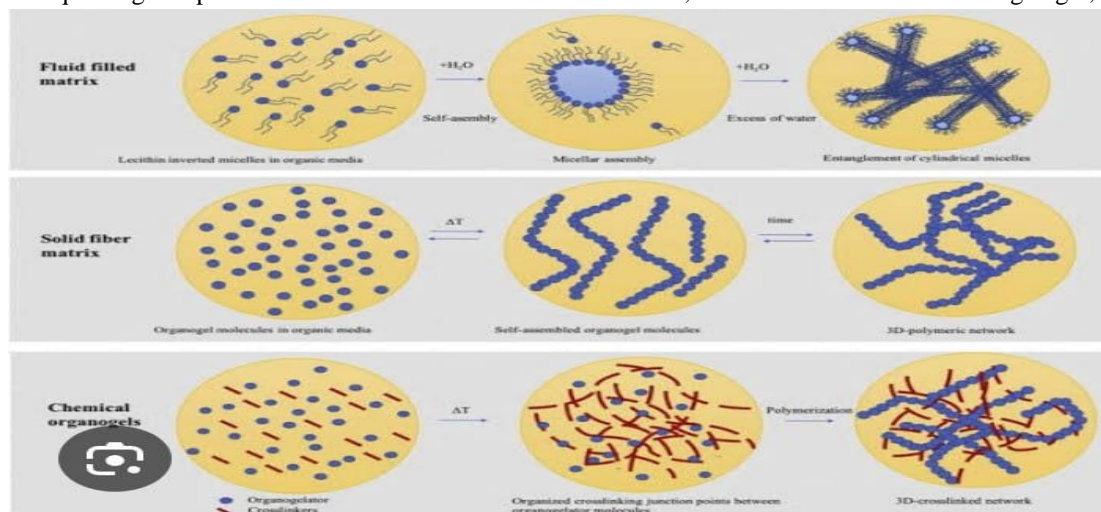 Fluid filled
matrix
+H₂O
Self-asembly
+H₂O
Excess of water
Lecithin inverted micelles in organic media
Micellar assembly
Entanglement of cylindrical micelles
Solid fiber
matrix
ΔT
time
Organogel molecules in organic media
Self-assembled organogel molecules
3D-polymeric network
Chemical
organogels
ΔT
Polymerization
Organogelator
Crosslinkers
Organized crosslinking junction points between
organogelator molecules
3D-crosslinked network